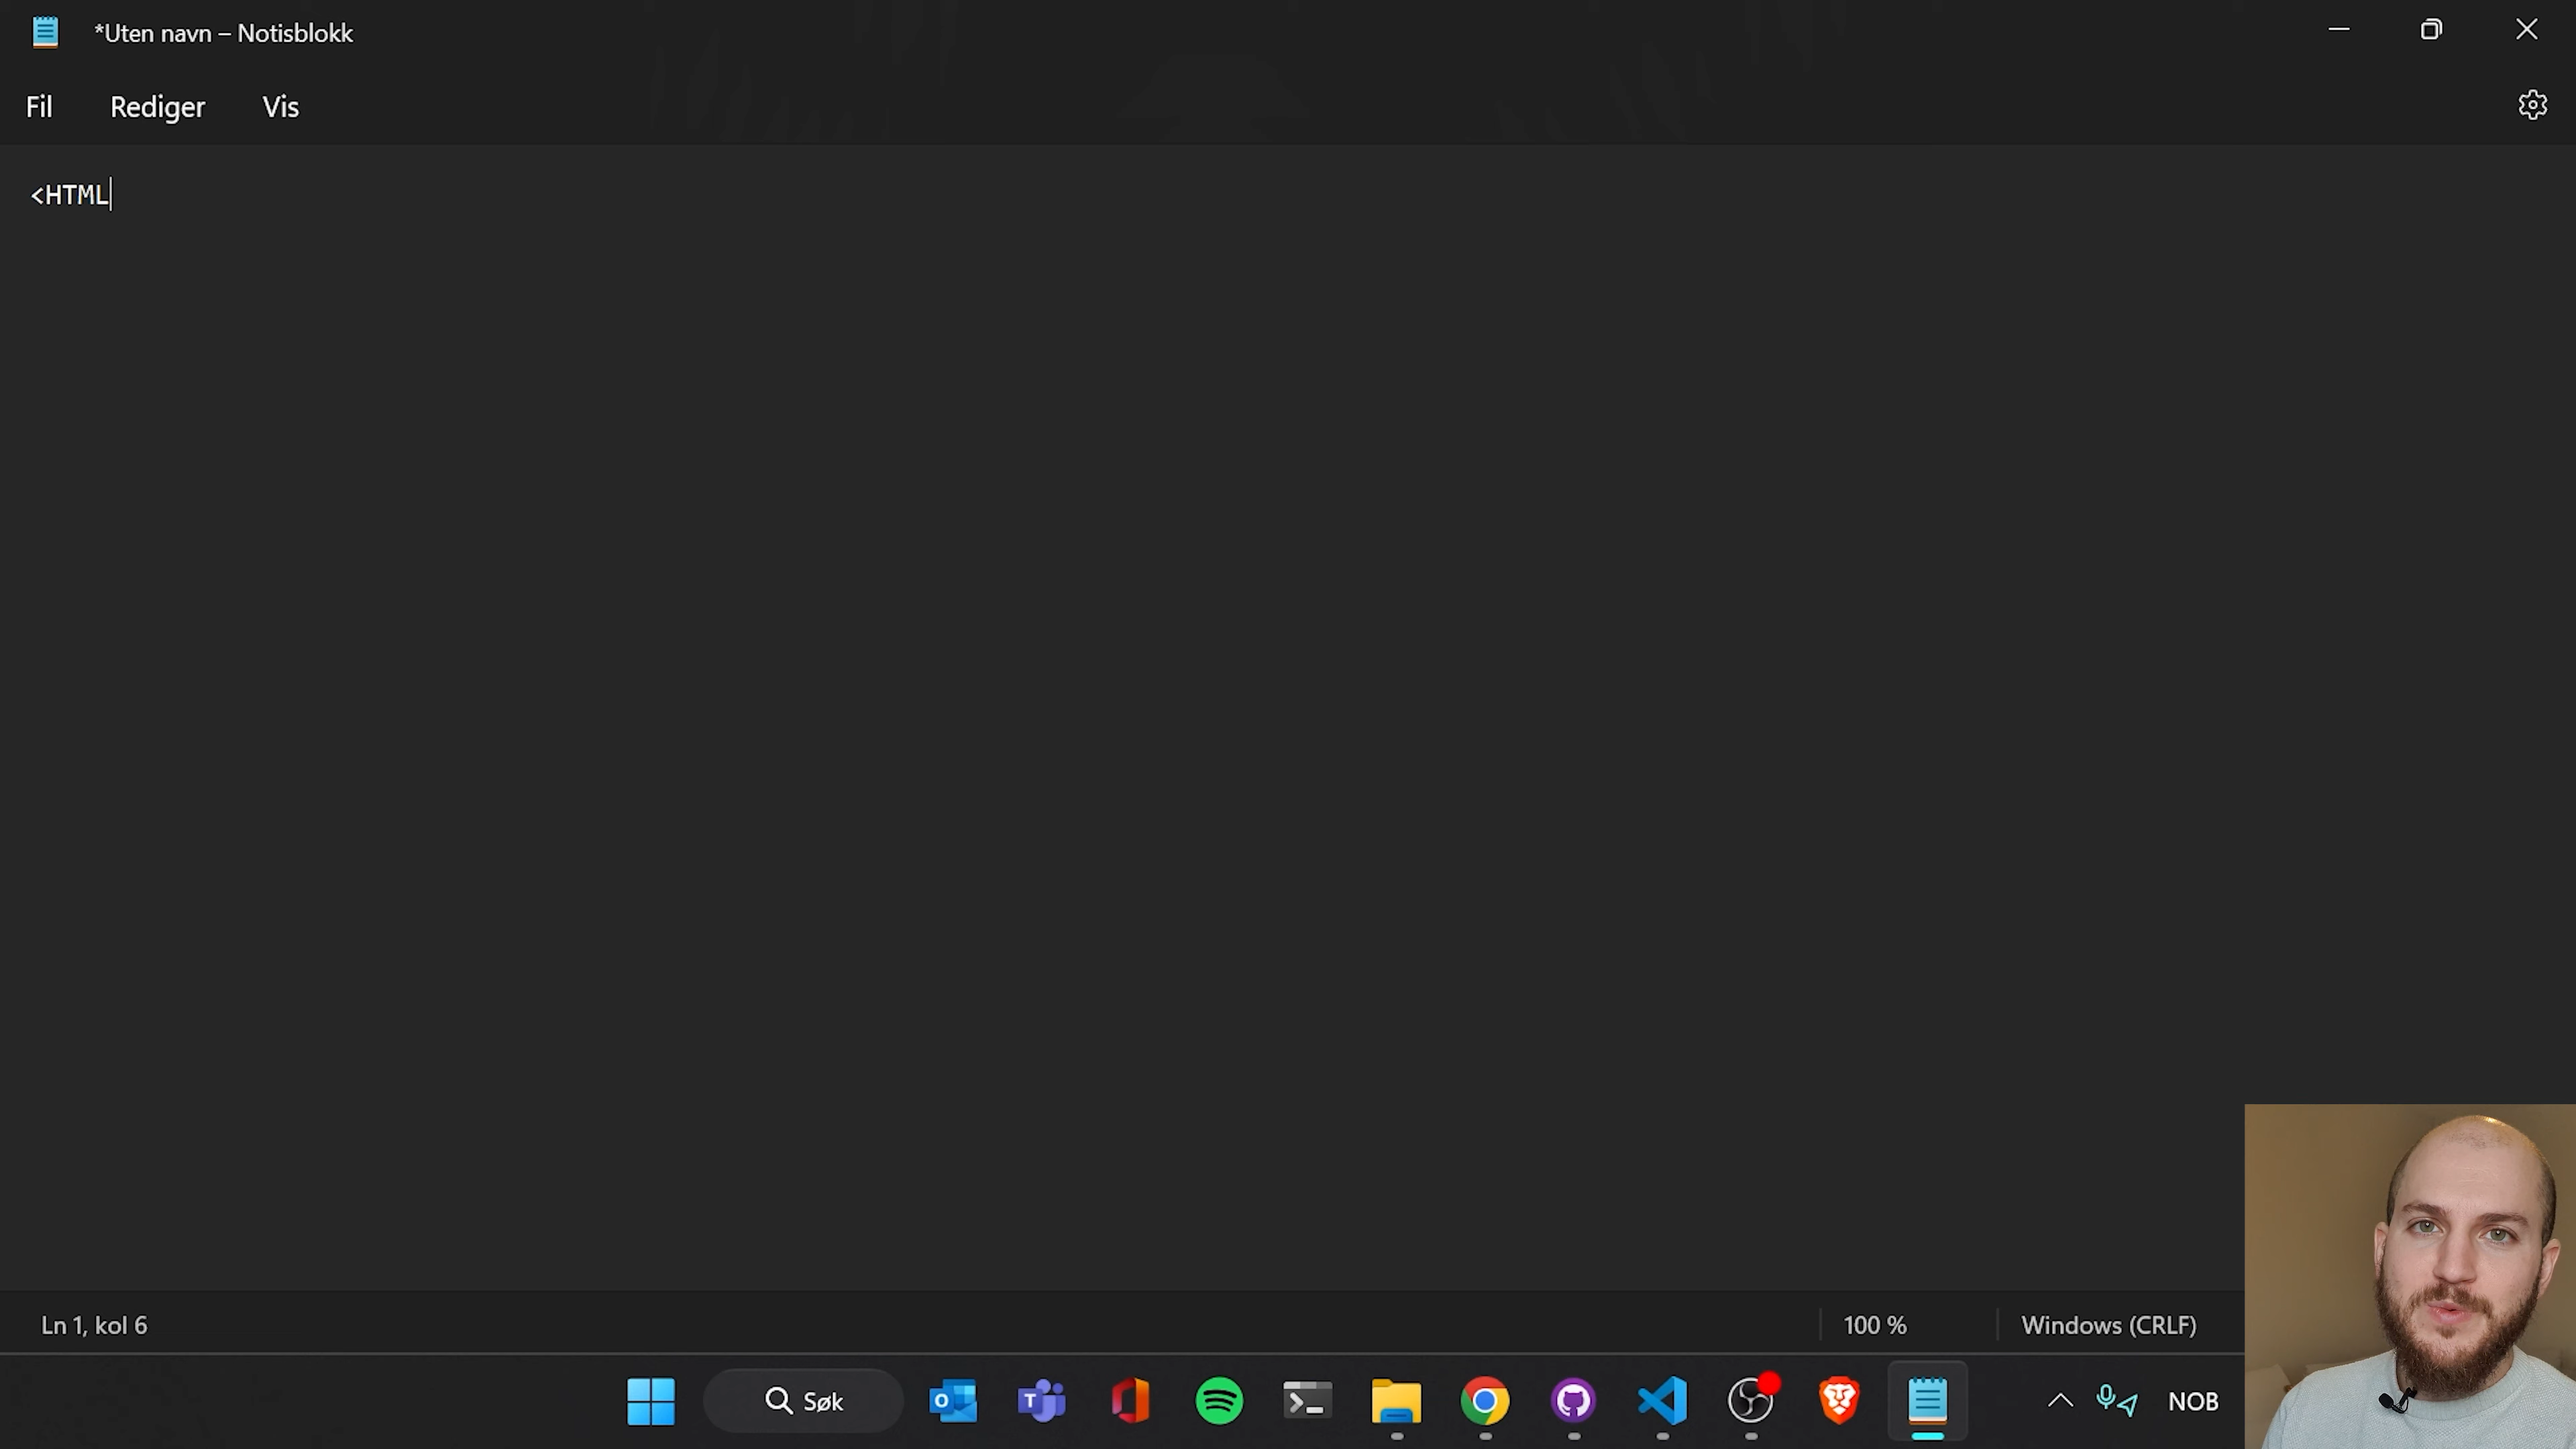 *Uten navn – Notisblokk
Fil Rediger Vis
<HTML
Ln 1, kol 6 100 % Windows (CRLF)
Søk NOB